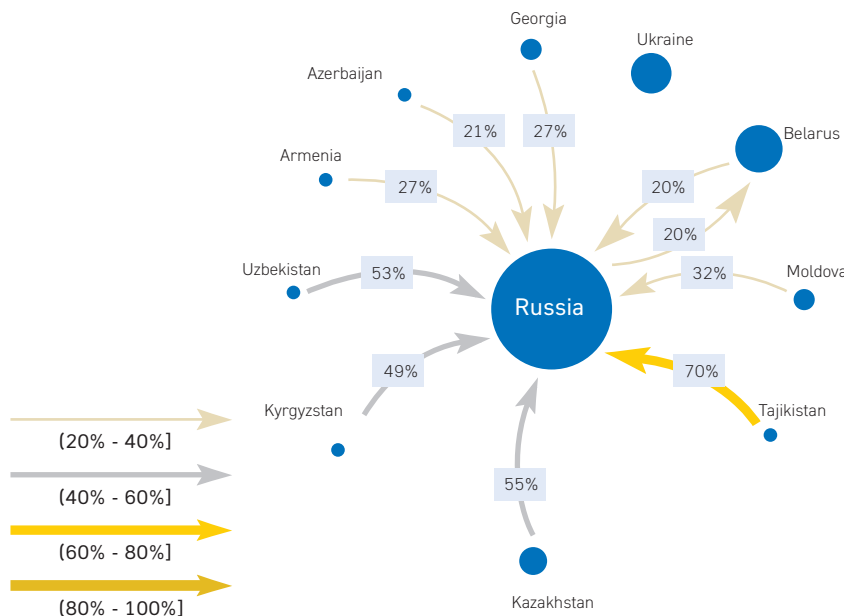 Georgia
Ukraine
Azerbaijan
21%
27%
Belarus
Armenia
27%
20%
20%
Uzbekistan
53%
32%
Moldova
Russia
49%
70%
Kyrgyzstan
Tajikistan
(20% - 40%]
55%
(40% - 60%]
(60% - 80%]
Kazakhstan
(80% - 100%]